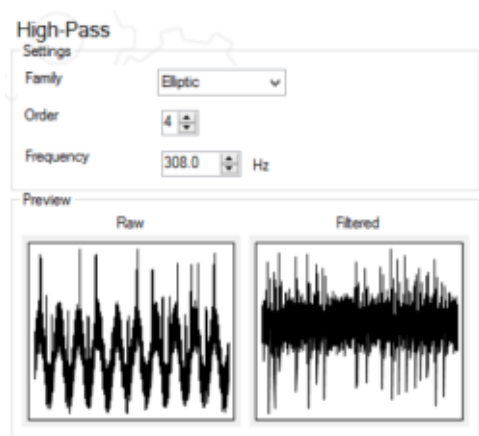 High-Pass
Settings
Family Elliptic
Order 4
Frequency 308.0 Hz
Preview
Raw Filtered